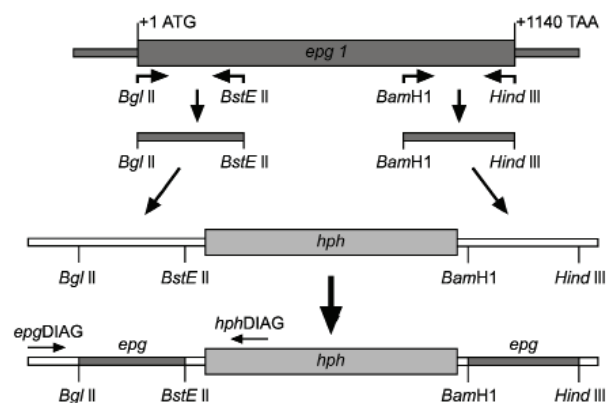 +1 ATG +1140 TAA
epg 1
Bgl II BstE II BamH1 Hind III
Bgl II BstE II BamH1 Hind III
hph
Bgl II BstE II BamH1 Hind III
epgDIAG hphDIAG
epg hph epg
Bgl II BstE II BamH1 Hind III